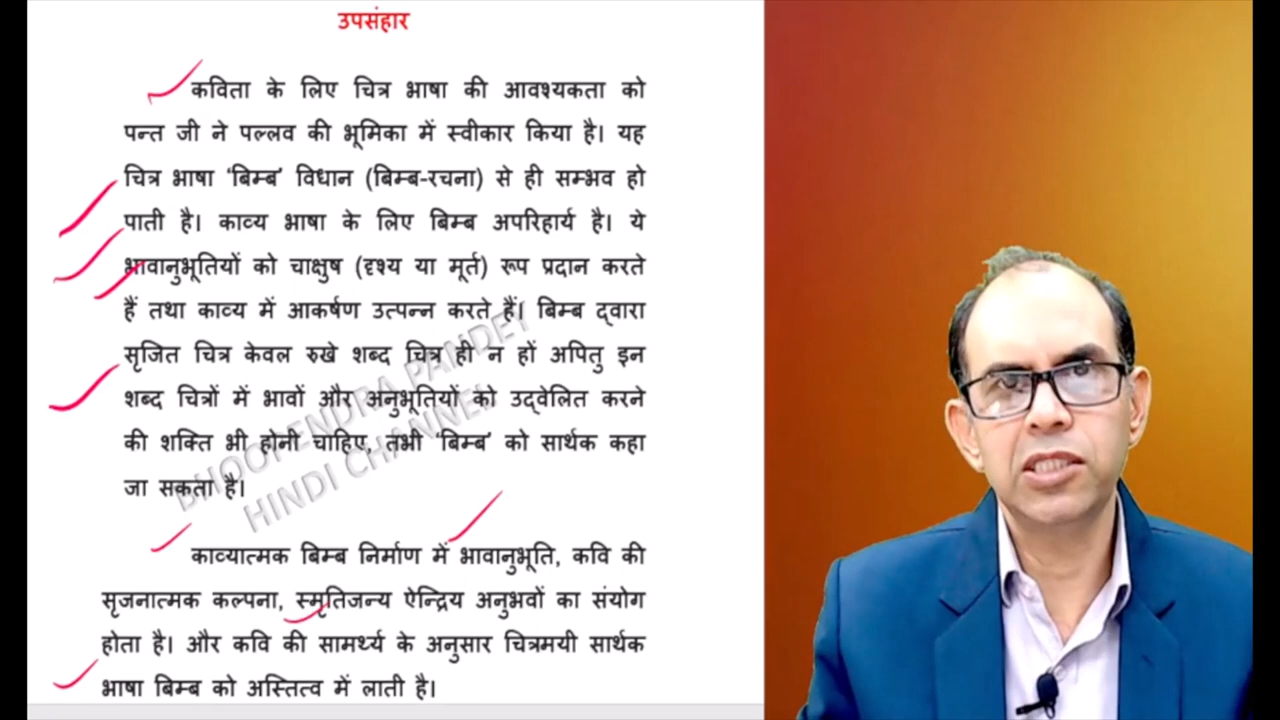 उपसंहार
कविता के लिए चित्र भाषा की आवश्यकता को
पन्त जी ने पल्लव की भूमिका में स्वीकार किया है। यह
चित्र भाषा ‘बिम्ब’ विधान (बिम्ब-रचना) से ही सम्भव हो
पाती है। काव्य भाषा के लिए बिम्ब अपरिहार्य है। ये
भावानुभूतियों को चाक्षुष (दृश्य या मूर्त) रूप प्रदान करते
हैं तथा काव्य में आकर्षण उत्पन्न करते हैं। बिम्ब द्वारा
सृजित चित्र केवल रुखे शब्द चित्र ही न हों अपितु इन
शब्द चित्रों में भावों और अनुभूतियों को उद्वेलित करने
की शक्ति भी होनी चाहिए, तभी ‘बिम्ब’ को सार्थक कहा
जा सकता है।
BHOOPENDRA PANDEY
HINDI CHANNEL
काव्यात्मक बिम्ब निर्माण में भावानुभूति, कवि की
सृजनात्मक कल्पना, स्मृतिजन्य ऐन्द्रिय अनुभवों का संयोग
होता है। और कवि की सामर्थ्य के अनुसार चित्रमयी सार्थक
भाषा बिम्ब को अस्तित्व में लाती है।